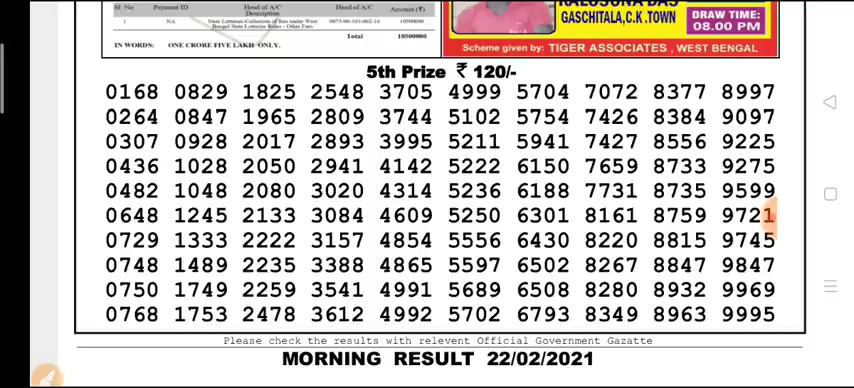 Sl No Payment ID Head of A/C Description Head of A/C Amount (₹)
1 NA State Lotteries-Collections of fees under West Bengal State Lotteries Rules - Other Fees 0075-00-103-002-16 10500000
Total 10500000
IN WORDS: ONE CRORE FIVE LAKH ONLY.
KALOSONA DAS
GASCHITALA,C.K.TOWN
DRAW TIME:
08.00 PM
Scheme given by: TIGER ASSOCIATES , WEST BENGAL
5th Prize ₹ 120/-
0168 0829 1825 2548 3705 4999 5704 7072 8377 8997
0264 0847 1965 2809 3744 5102 5754 7426 8384 9097
0307 0928 2017 2893 3995 5211 5941 7427 8556 9225
0436 1028 2050 2941 4142 5222 6150 7659 8733 9275
0482 1048 2080 3020 4314 5236 6188 7731 8735 9599
0648 1245 2133 3084 4609 5250 6301 8161 8759 9721
0729 1333 2222 3157 4854 5556 6430 8220 8815 9745
0748 1489 2235 3388 4865 5597 6502 8267 8847 9847
0750 1749 2259 3541 4991 5689 6508 8280 8932 9969
0768 1753 2478 3612 4992 5702 6793 8349 8963 9995
Please check the results with relevent Official Government Gazatte
MORNING RESULT 22/02/2021